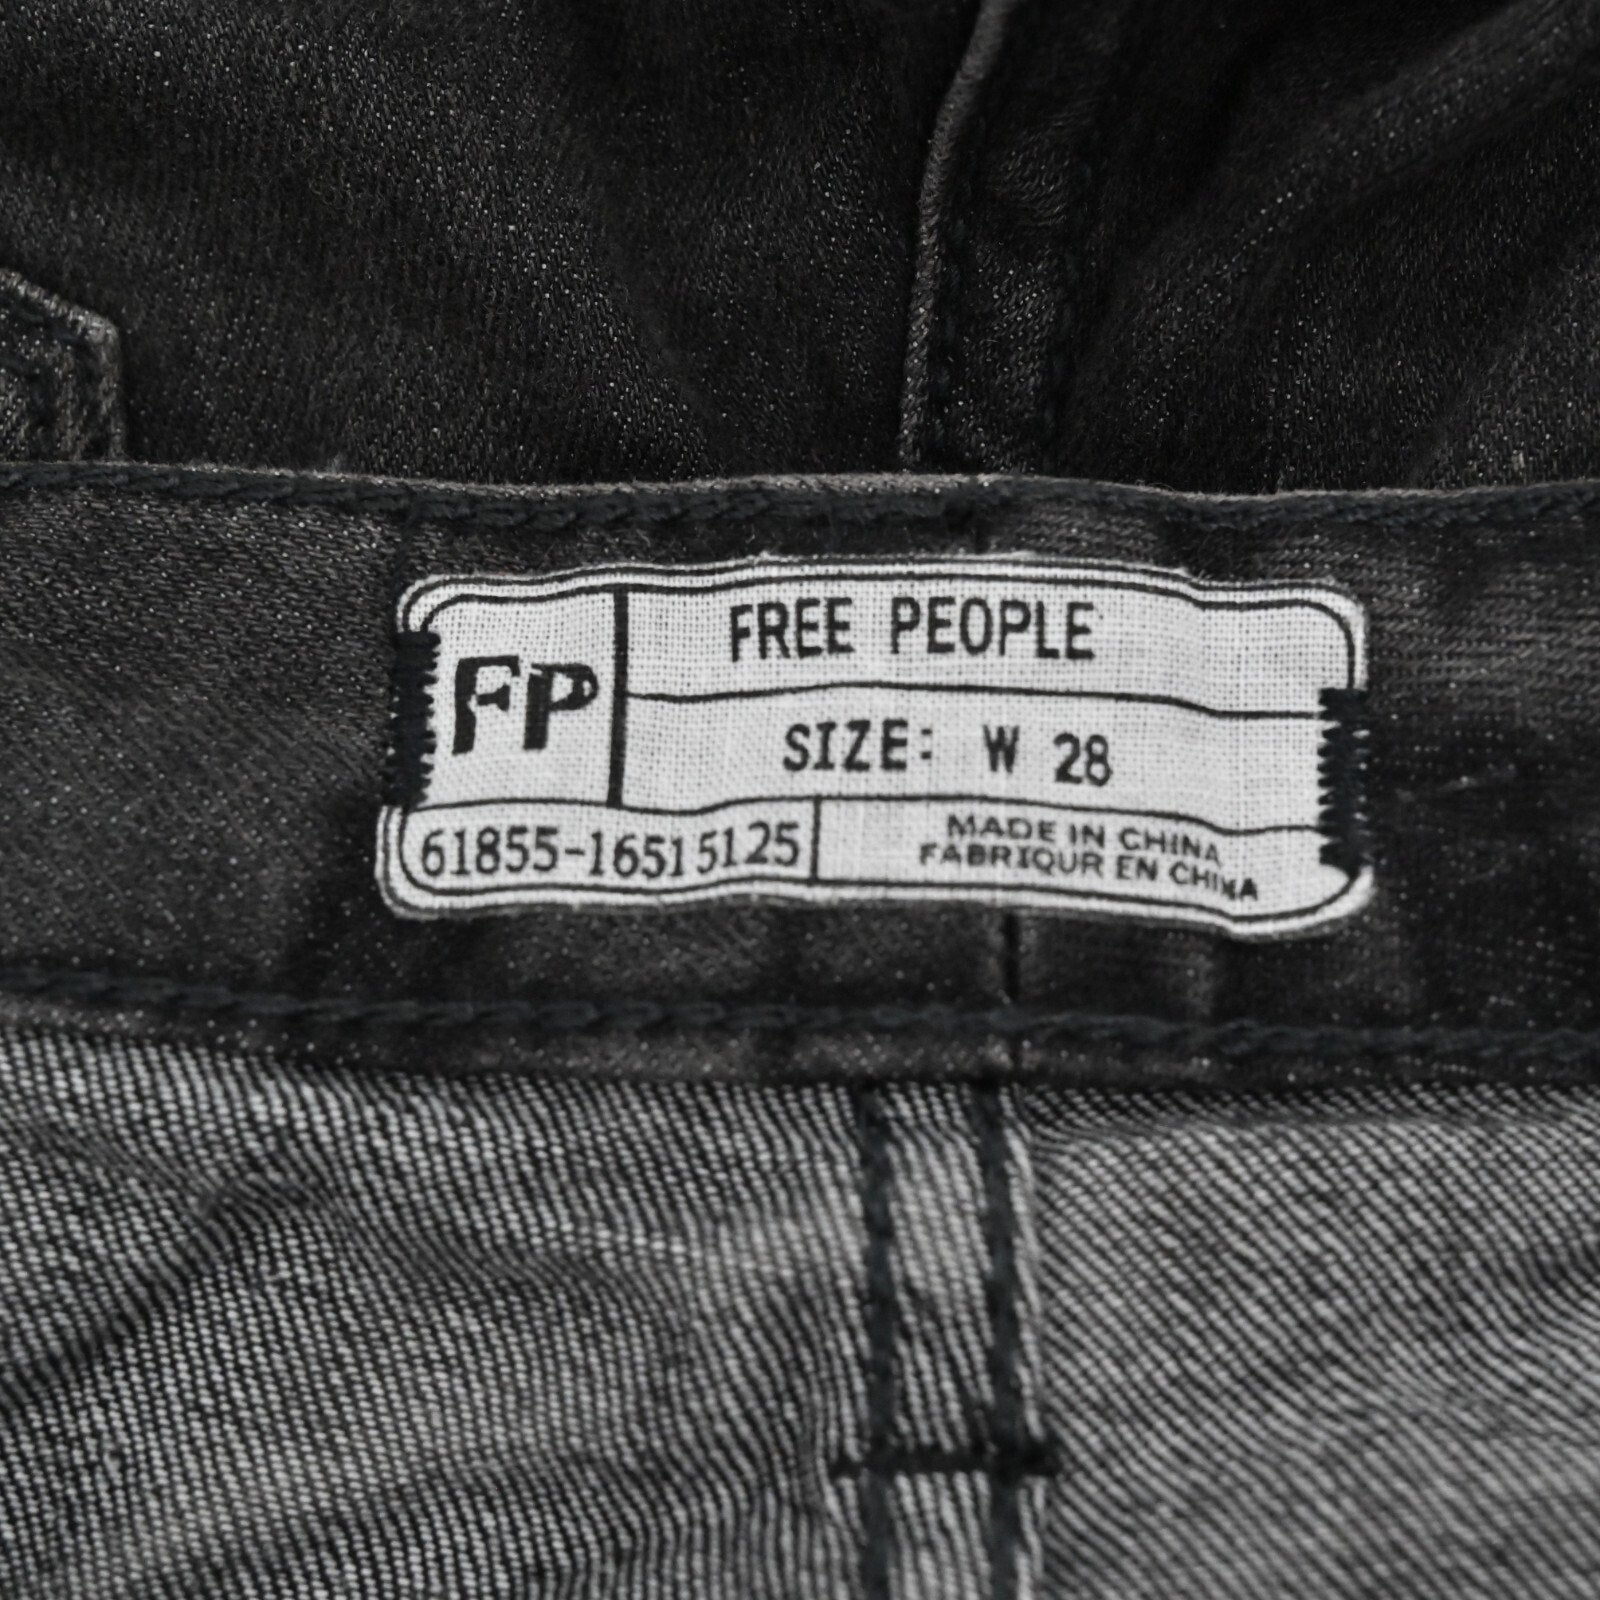 FREE PEOPLE
FP
SIZE: W 28
61855-16515125
MADE IN CHINA
FABRIQUR EN CHINA